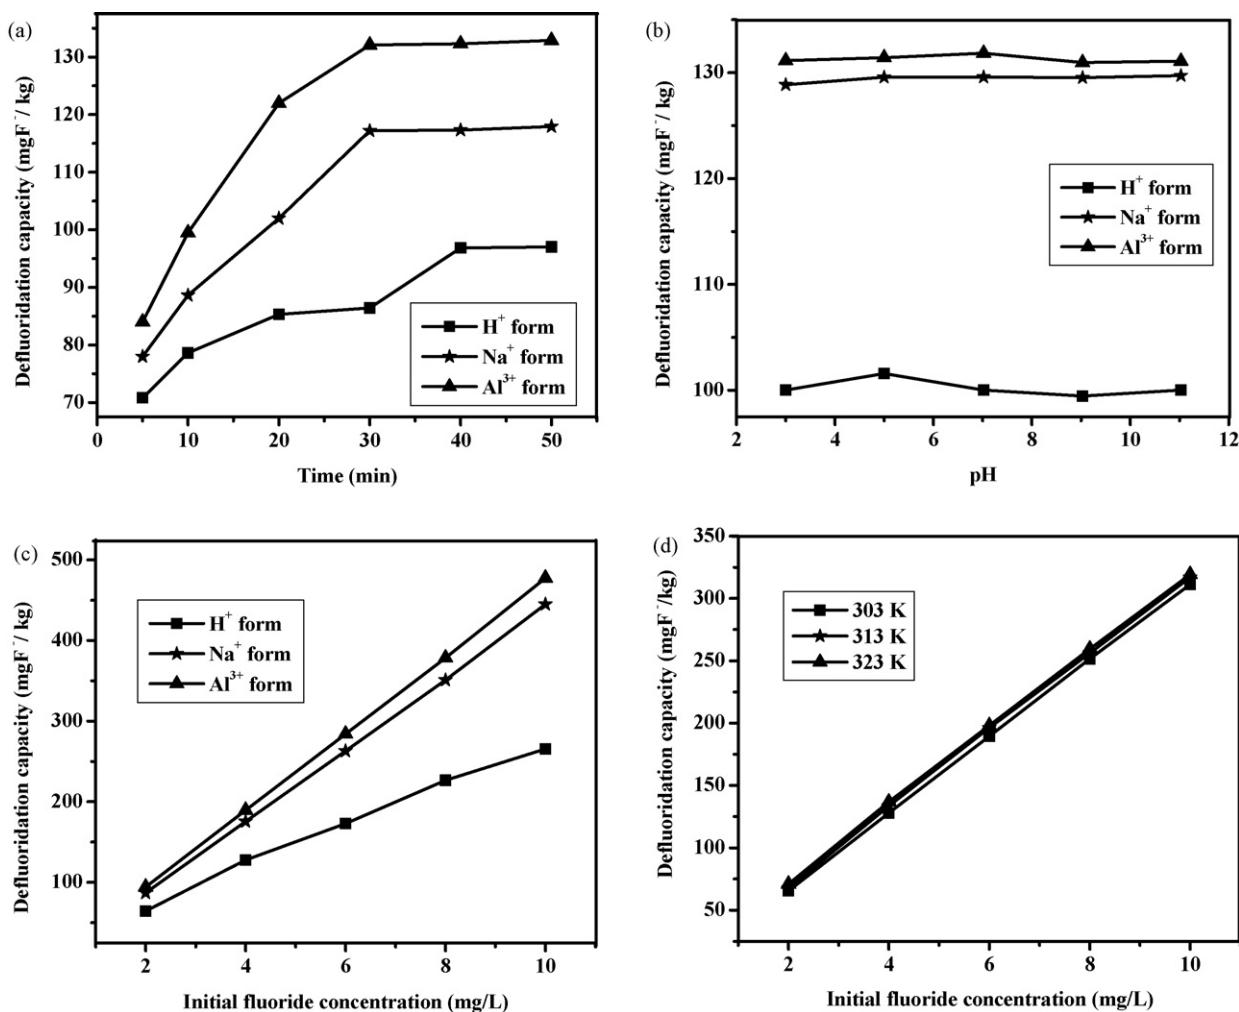 (a)
130
120
110
100
90
80
70
0 10 20 30 40 50
Defluoridation capacity (mgF⁻/ kg)
Time (min)
H⁺ form
Na⁺ form
Al³⁺ form
(b)
130
120
110
100
2 4 6 8 10 12
Defluoridation capacity (mgF⁻/ kg)
pH
H⁺ form
Na⁺ form
Al³⁺ form
(c)
500
400
300
200
100
2 4 6 8 10
Defluoridation capacity (mgF⁻/ kg)
Initial fluoride concentration (mg/L)
H⁺ form
Na⁺ form
Al³⁺ form
(d)
350
300
250
200
150
100
50
2 4 6 8 10
Defluoridation capacity (mgF⁻/kg)
Initial fluoride concentration (mg/L)
303 K
313 K
323 K